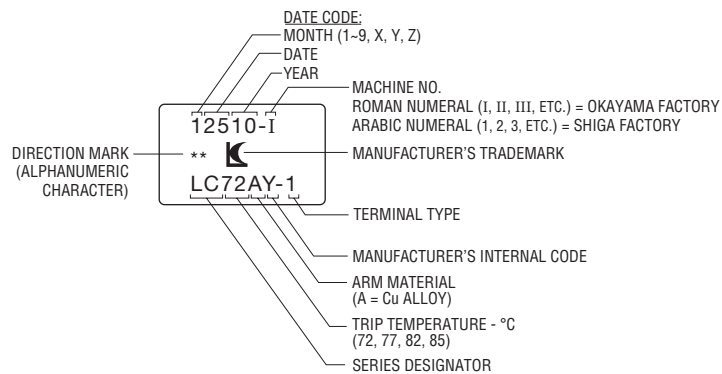 DATE CODE:
MONTH (1~9, X, Y, Z)
DATE
YEAR
MACHINE NO.
ROMAN NUMERAL (I, II, III, ETC.) = OKAYAMA FACTORY
ARABIC NUMERAL (1, 2, 3, ETC.) = SHIGA FACTORY
12510-I
DIRECTION MARK
(ALPHANUMERIC
CHARACTER)
**
MANUFACTURER'S TRADEMARK
LC72AY-1
TERMINAL TYPE
MANUFACTURER'S INTERNAL CODE
ARM MATERIAL
(A = Cu ALLOY)
TRIP TEMPERATURE - °C
(72, 77, 82, 85)
SERIES DESIGNATOR